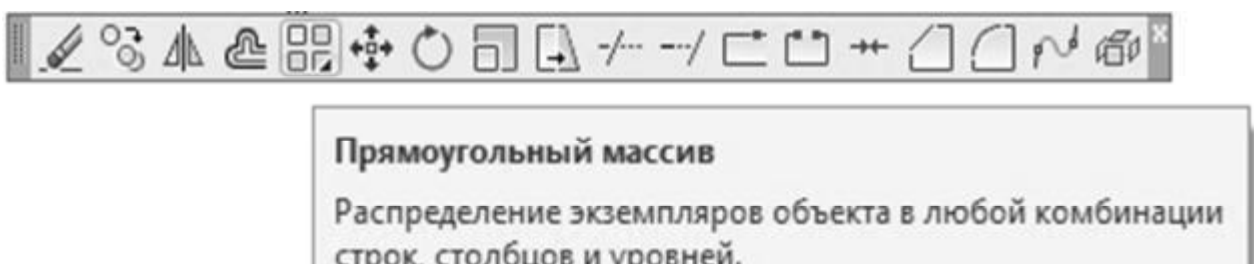 Прямоугольный массив
Распределение экземпляров объекта в любой комбинации
строк, столбцов и уровней.